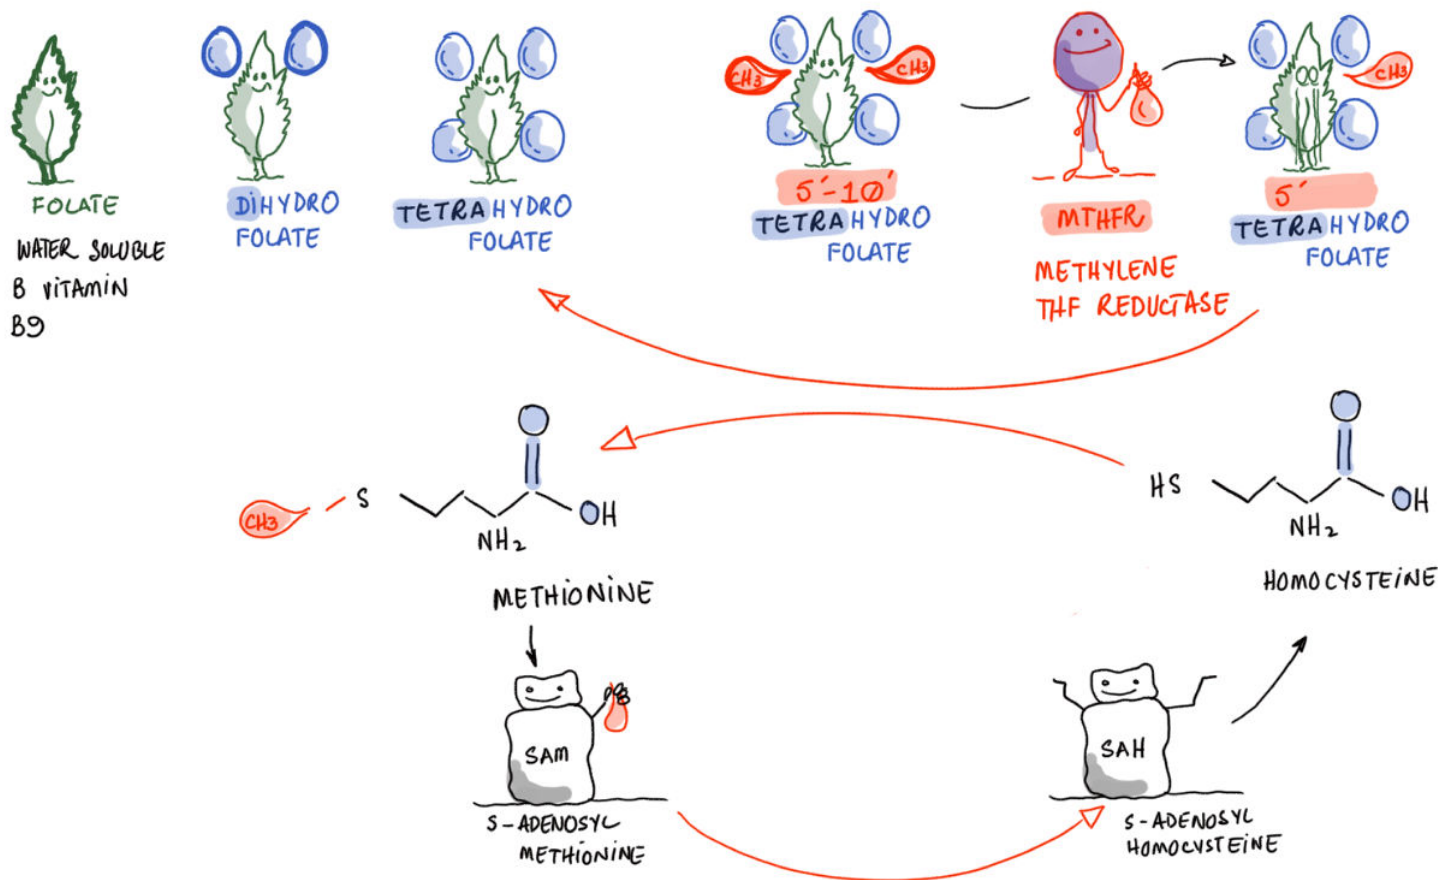 FOLATE
WATER SOLUBLE
B VITAMIN
B9
DIHYDRO
FOLATE
TETRAHYDRO
FOLATE
CH3
CH3
5´-10´
TETRAHYDRO
FOLATE
MTHFR
METHYLENE
THF REDUCTASE
CH3
5´
TETRAHYDRO
FOLATE
CH3
S
NH2
OH
METHIONINE
HS
NH2
OH
HOMOCYSTEINE
SAM
S-ADENOSYL
METHIONINE
SAH
S-ADENOSYL
HOMOCYSTEINE